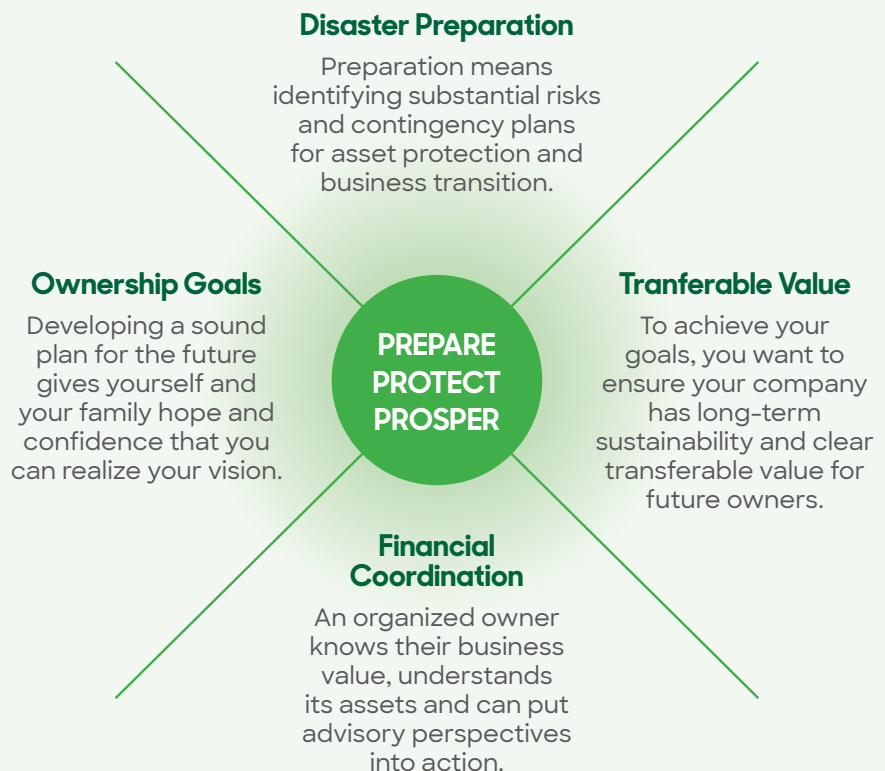 Disaster Preparation
Preparation means
identifying substantial risks
and contingency plans
for asset protection and
business transition.
Ownership Goals
Developing a sound
plan for the future
gives yourself and
your family hope and
confidence that you
can realize your vision.
PREPARE
PROTECT
PROSPER
Tranferable Value
To achieve your
goals, you want to
ensure your company
has long-term
sustainability and clear
transferable value for
future owners.
Financial
Coordination
An organized owner
knows their business
value, understands
its assets and can put
advisory perspectives
into action.